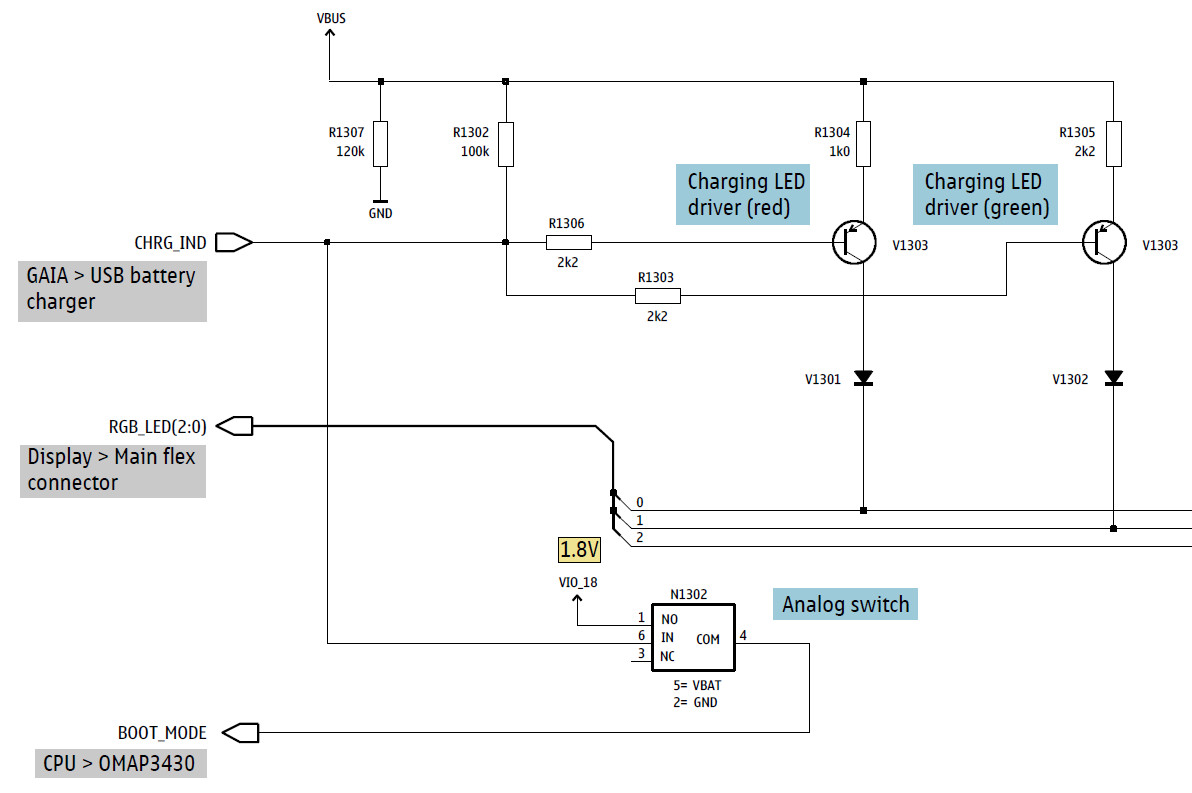 VBUS
R1307
120k
R1302
100k
R1304
1k0
R1305
2k2
GND
Charging LED
driver (red)
Charging LED
driver (green)
CHRG_IND
R1306
2k2
V1303
V1303
GAIA > USB battery
charger
R1303
2k2
V1301
V1302
RGB_LED(2:0)
Display > Main flex
connector
0
1
2
1.8V
VIO_18
N1302
Analog switch
1 NO
6 IN
COM 4
3 NC
5= VBAT
2= GND
BOOT_MODE
CPU > OMAP3430